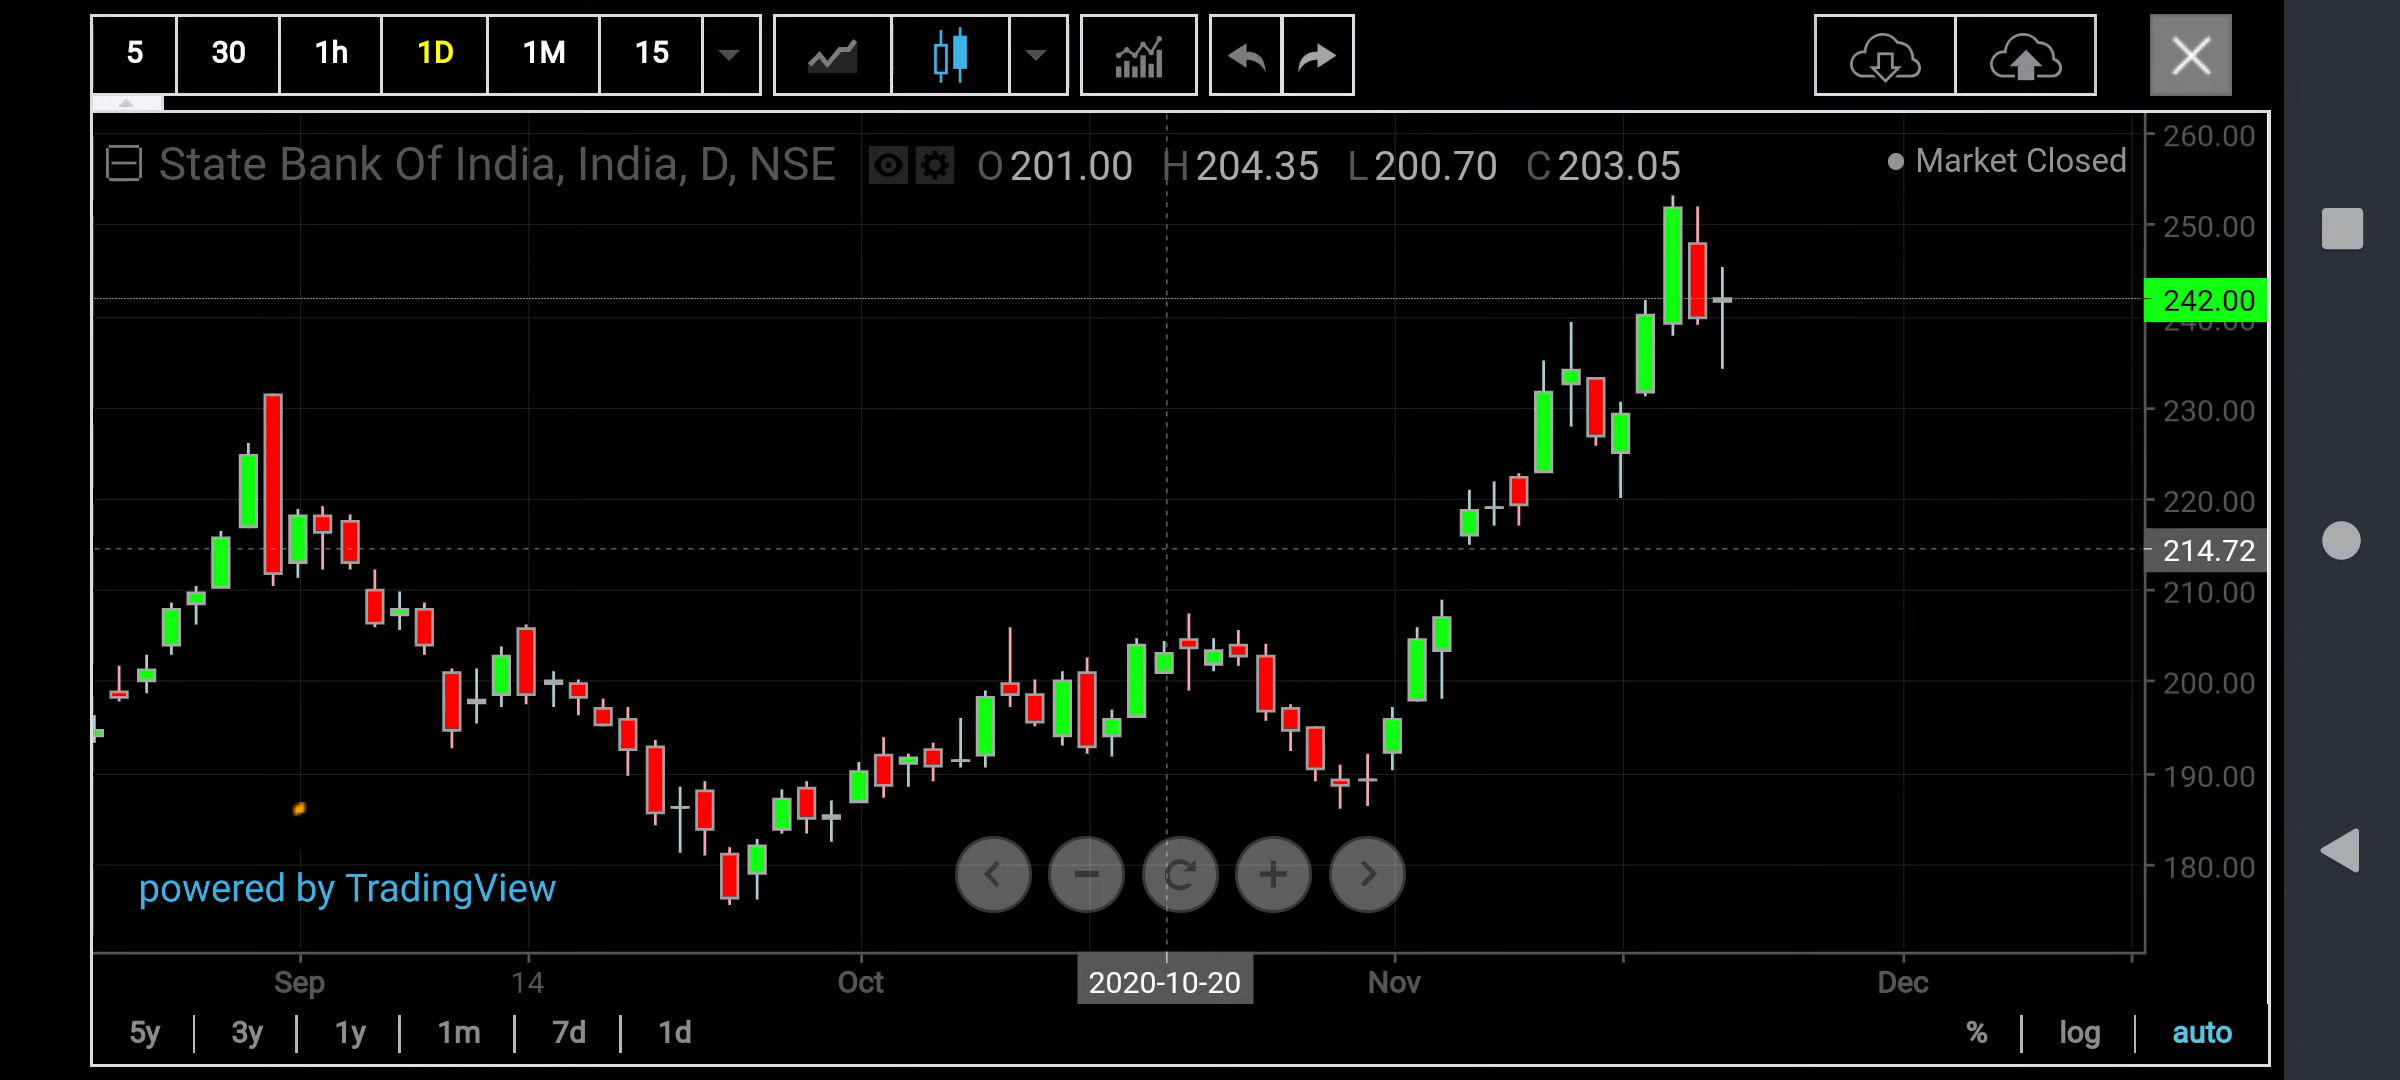 5 30 1h 1D 1M 15
State Bank Of India, India, D, NSE O 201.00 H 204.35 L 200.70 C 203.05
Market Closed
260.00
250.00
242.00
240.00
230.00
220.00
214.72
210.00
200.00
190.00
180.00
powered by TradingView
Sep 14 Oct 2020-10-20 Nov Dec
5y | 3y | 1y | 1m | 7d | 1d % | log | auto